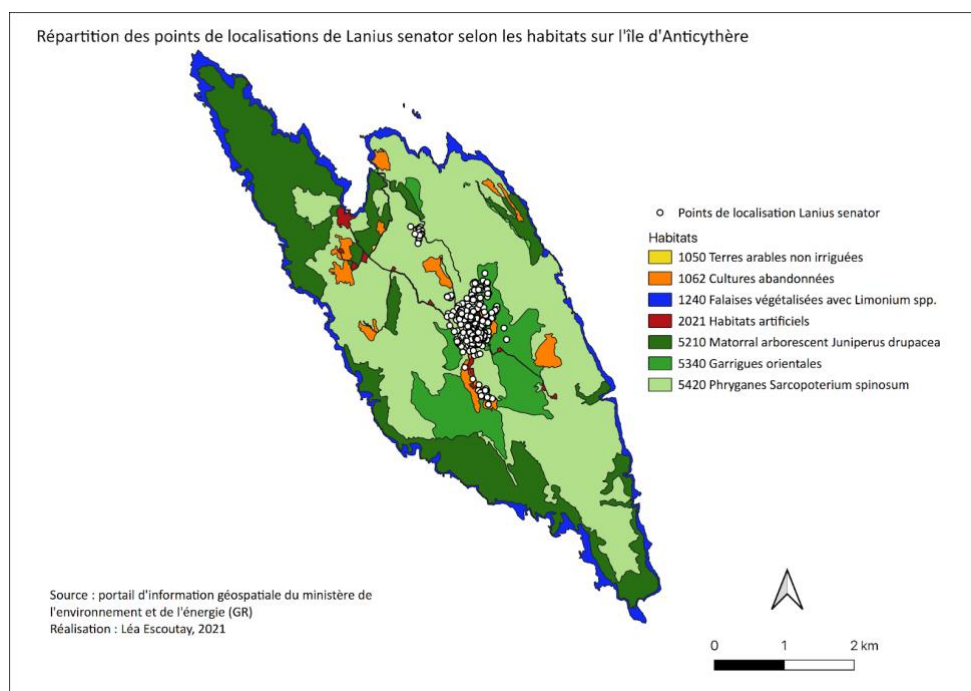 Répartition des points de localisations de Lanius senator selon les habitats sur l'île d'Anticythère
Points de localisation Lanius senator
Habitats
1050 Terres arables non irriguées
1062 Cultures abandonnées
1240 Falaises végétalisées avec Limonium spp.
2021 Habitats artificiels
5210 Matorral arborescent Juniperus drupacea
5340 Garrigues orientales
5420 Phryganes Sarcopoterium spinosum
Source : portail d'information géospatiale du ministère de
l'environnement et de l'énergie (GR)
Réalisation : Léa Escoutay, 2021
0 1 2 km